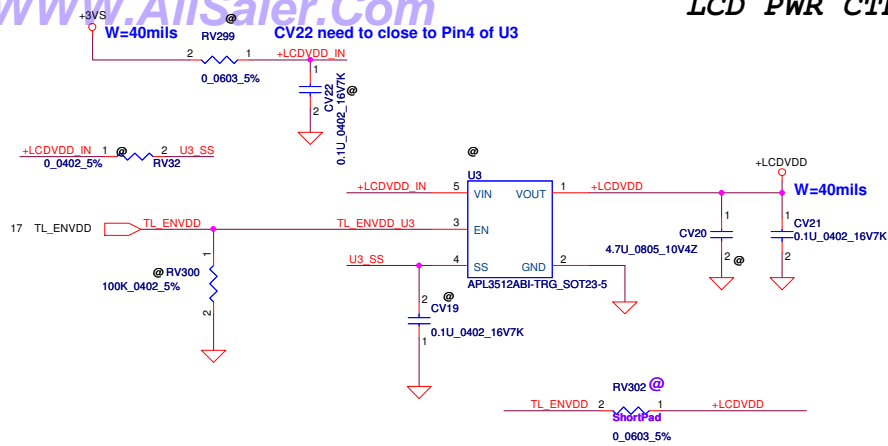 www.AliSaler.Com
LCD PWR CT
+3VS
W=40mils
@
RV299
2
1
0_0603_5%
CV22 need to close to Pin4 of U3
+LCDVDD_IN
1
CV22
@
2
0.1U_0402_16V7K
+LCDVDD_IN
1
@
2
U3_SS
0_0402_5%
RV32
@
U3
+LCDVDD_IN
5
VIN
VOUT
1
+LCDVDD
+LCDVDD
W=40mils
17
TL_ENVDD
TL_ENVDD
TL_ENVDD_U3
3
EN
U3_SS
4
SS
GND
2
APL3512ABI-TRG_SOT23-5
1
@
RV300
100K_0402_5%
2
2
@
CV19
0.1U_0402_16V7K
1
1
CV20
4.7U_0805_10V4Z
2
@
1
CV21
0.1U_0402_16V7K
2
RV302
@
TL_ENVDD
2
1
+LCDVDD
ShortPad
0_0603_5%